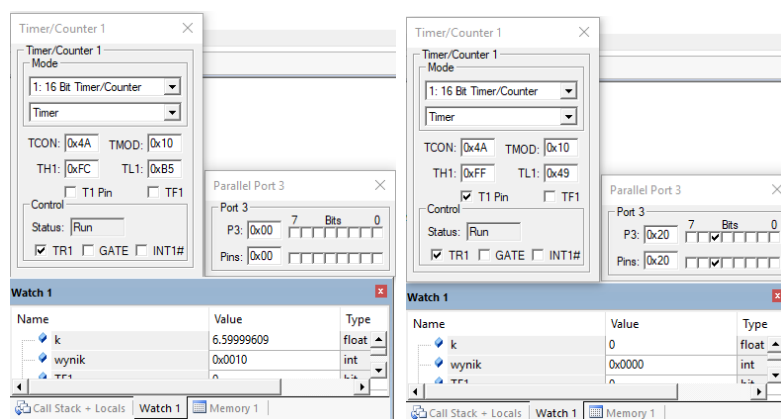 Timer/Counter 1
Timer/Counter 1
Mode
1: 16 Bit Timer/Counter
Timer
TCON: 0x4A TMOD: 0x10
TH1: 0xFC TL1: 0xB5
T1 Pin TF1
Control
Status: Run
TR1 GATE INT1#
Parallel Port 3
Port 3
7 Bits 0
P3: 0x00
Pins: 0x00
Watch 1
Name Value Type
k 6.59999609 float
wynik 0x0010 int
TF1 0 bit
Call Stack + Locals Watch 1 Memory 1
Timer/Counter 1
Timer/Counter 1
Mode
1: 16 Bit Timer/Counter
Timer
TCON: 0x4A TMOD: 0x10
TH1: 0xFF TL1: 0x49
T1 Pin TF1
Control
Status: Run
TR1 GATE INT1#
Parallel Port 3
Port 3
7 Bits 0
P3: 0x20
Pins: 0x20
Watch 1
Name Value Type
k 0 float
wynik 0x0000 int
TF1 0 bit
Call Stack + Locals Watch 1 Memory 1